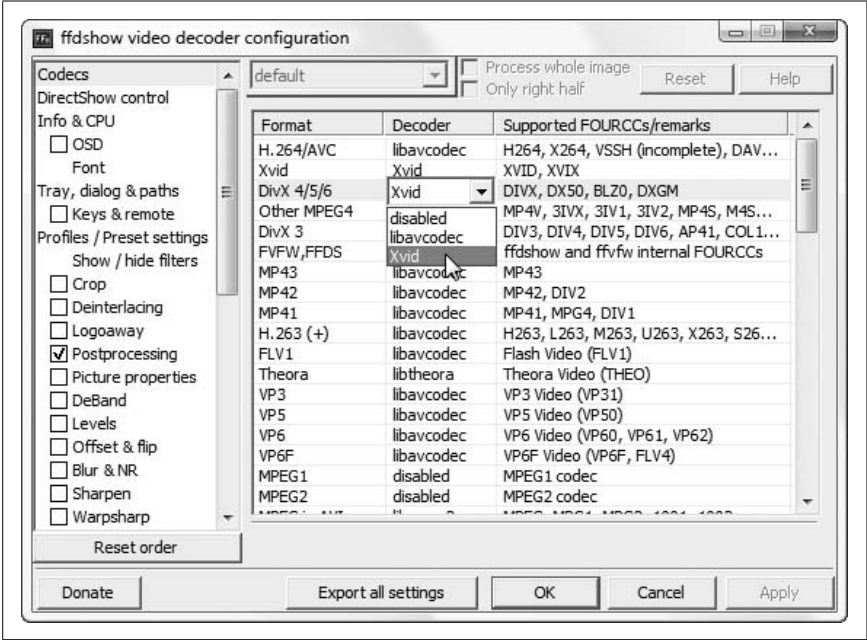 ffdshow video decoder configuration
Codecs
DirectShow control
Info & CPU
OSD
Font
Tray, dialog & paths
Keys & remote
Profiles / Preset settings
Show / hide filters
Crop
Deinterlacing
Logoaway
Postprocessing
Picture properties
DeBand
Levels
Offset & flip
Blur & NR
Sharpen
Warpsharp
Reset order
default
Process whole image
Only right half
Reset
Help
Format Decoder Supported FOURCCs/remarks
H.264/AVC libavcodec H264, X264, VSSH (incomplete), DAV...
Xvid Xvid XVID, XVIX
DivX 4/5/6 Xvid DIVX, DX50, BLZ0, DXGM
Other MPEG4 disabled MP4V, 3IVX, 3IV1, 3IV2, MP4S, M4S...
DivX 3 libavcodec DIV3, DIV4, DIV5, DIV6, AP41, COL1...
FVFW,FFDS Xvid ffdshow and ffvfw internal FOURCCs
MP43 libavcodec MP43
MP42 libavcodec MP42, DIV2
MP41 libavcodec MP41, MPG4, DIV1
H.263 (+) libavcodec H263, L263, M263, U263, X263, S26...
FLV1 libavcodec Flash Video (FLV1)
Theora libtheora Theora Video (THEO)
VP3 libavcodec VP3 Video (VP31)
VP5 libavcodec VP5 Video (VP50)
VP6 libavcodec VP6 Video (VP60, VP61, VP62)
VP6F libavcodec VP6F Video (VP6F, FLV4)
MPEG1 disabled MPEG1 codec
MPEG2 disabled MPEG2 codec
Donate
Export all settings
OK
Cancel
Apply